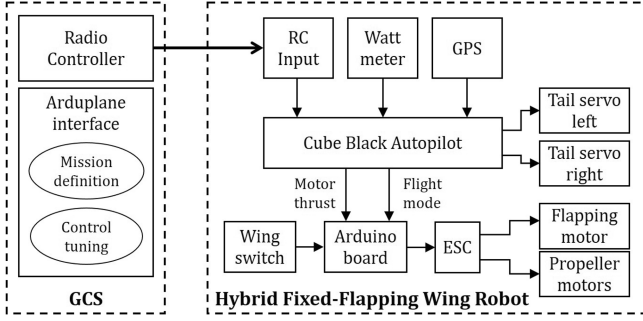 Radio
Controller
Arduplane
interface
Mission
definition
Control
tuning
GCS
RC
Input
Watt
meter
GPS
Cube Black Autopilot
Tail servo
left
Tail servo
right
Motor
thrust
Flight
mode
Wing
switch
Arduino
board
ESC
Flapping
motor
Propeller
motors
Hybrid Fixed-Flapping Wing Robot